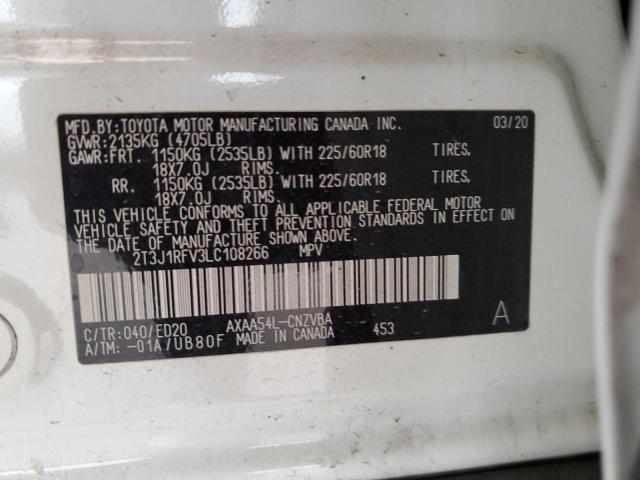 MFD.BY:TOYOTA MOTOR MANUFACTURING CANADA INC. 03/20
GVWR:2135KG (4705LB)
GAWR:FRT. 1150KG (2535LB) WITH 225/60R18 TIRES,
18X7.0J RIMS.
RR. 1150KG (2535LB) WITH 225/60R18 TIRES,
18X7.0J RIMS.
THIS VEHICLE CONFORMS TO ALL APPLICABLE FEDERAL MOTOR
VEHICLE SAFETY AND THEFT PREVENTION STANDARDS IN EFFECT ON
THE DATE OF MANUFACTURE SHOWN ABOVE.
2T3J1RFV3LC108266 MPV
C/TR:040/ED20 AXAA54L-CNZVBA 453 A
A/TM:-01A/UB80F MADE IN CANADA